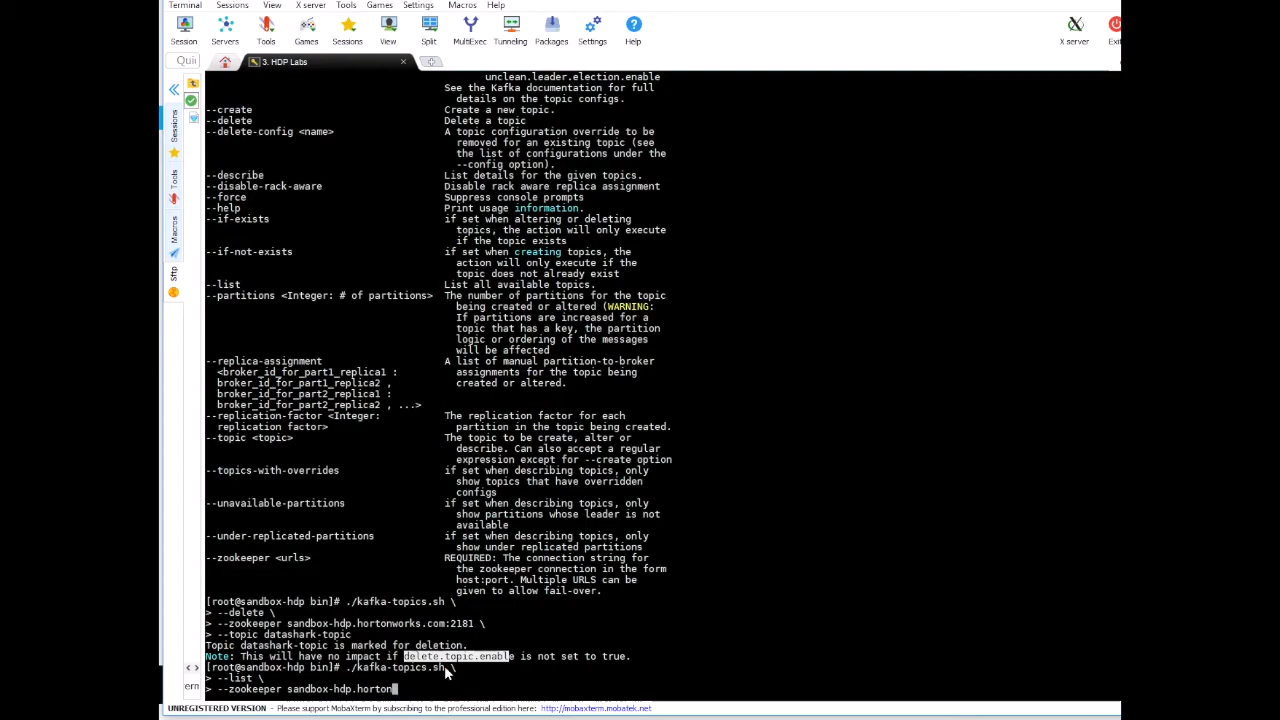 Terminal Sessions View X server Tools Games Settings Macros Help
Session Servers Tools Games Sessions View Split MultiExec Tunneling Packages Settings Help X server Exi
Qui 3. HDP Labs
Sessions
Tools
Macros
Sftp
unclean.leader.election.enable
See the Kafka documentation for full
details on the topic configs.
--create Create a new topic.
--delete Delete a topic
--delete-config <name> A topic configuration override to be
removed for an existing topic (see
the list of configurations under the
--config option).
--describe List details for the given topics.
--disable-rack-aware Disable rack aware replica assignment
--force Suppress console prompts
--help Print usage information.
--if-exists if set when altering or deleting
topics, the action will only execute
if the topic exists
--if-not-exists if set when creating topics, the
action will only execute if the
topic does not already exist
--list List all available topics.
--partitions <Integer: # of partitions> The number of partitions for the topic
being created or altered (WARNING:
If partitions are increased for a
topic that has a key, the partition
logic or ordering of the messages
will be affected
--replica-assignment A list of manual partition-to-broker
<broker_id_for_part1_replica1 : assignments for the topic being
broker_id_for_part1_replica2 , created or altered.
broker_id_for_part2_replica1 :
broker_id_for_part2_replica2 , ...>
--replication-factor <Integer: The replication factor for each
replication factor> partition in the topic being created.
--topic <topic> The topic to be create, alter or
describe. Can also accept a regular
expression except for --create option
--topics-with-overrides if set when describing topics, only
show topics that have overridden
configs
--unavailable-partitions if set when describing topics, only
show partitions whose leader is not
available
--under-replicated-partitions if set when describing topics, only
show under replicated partitions
--zookeeper <urls> REQUIRED: The connection string for
the zookeeper connection in the form
host:port. Multiple URLS can be
given to allow fail-over.
[root@sandbox-hdp bin]# ./kafka-topics.sh \
> --delete \
> --zookeeper sandbox-hdp.hortonworks.com:2181 \
> --topic datashark-topic
Topic datashark-topic is marked for deletion.
Note: This will have no impact if delete.topic.enable is not set to true.
[root@sandbox-hdp bin]# ./kafka-topics.sh \
> --list \
> --zookeeper sandbox-hdp.horton
erm
UNREGISTERED VERSION - Please support MobaXterm by subscribing to the professional edition here: http://mobaxterm.mobatek.net